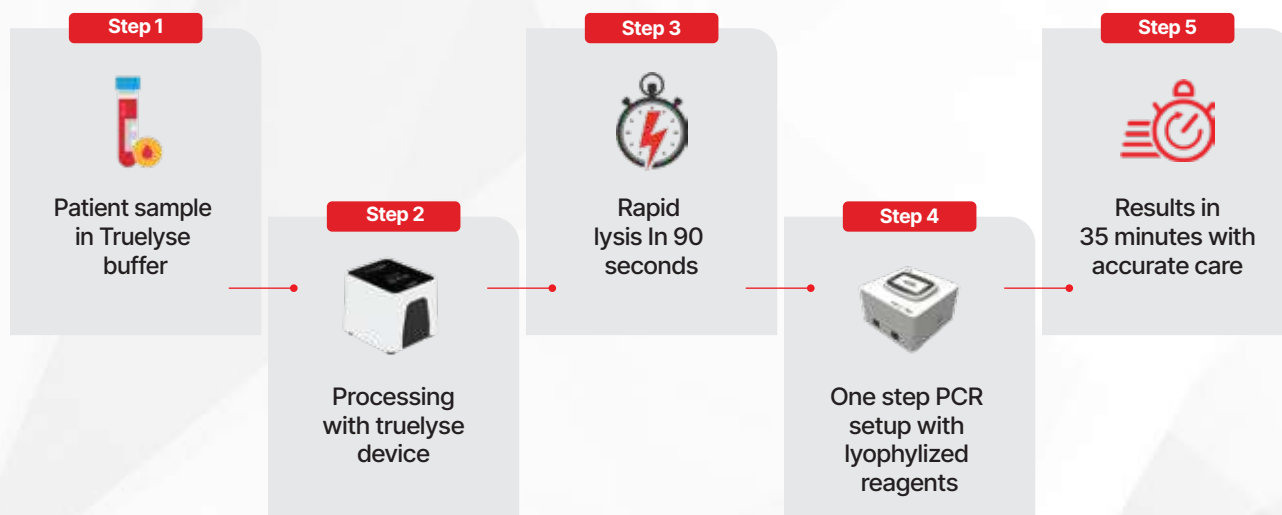 Step 1
Patient sample
in Truelyse
buffer
Step 2
Processing
with truelyse
device
Step 3
Rapid
lysis In 90
seconds
Step 4
One step PCR
setup with
lyophylized
reagents
Step 5
Results in
35 minutes with
accurate care